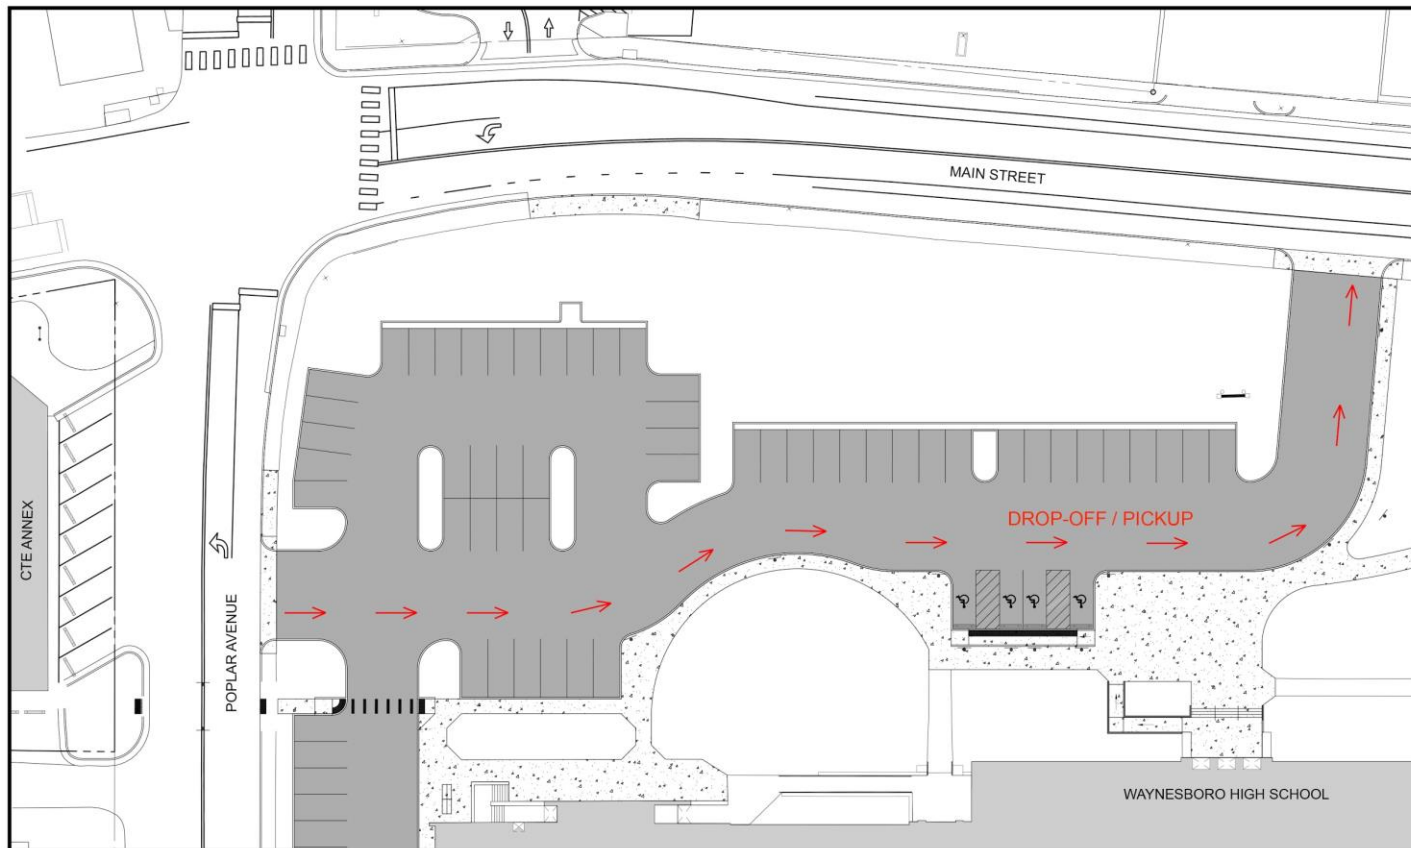 MAIN STREET
CTE ANNEX
POPLAR AVENUE
DROP-OFF / PICKUP
WAYNESBORO HIGH SCHOOL